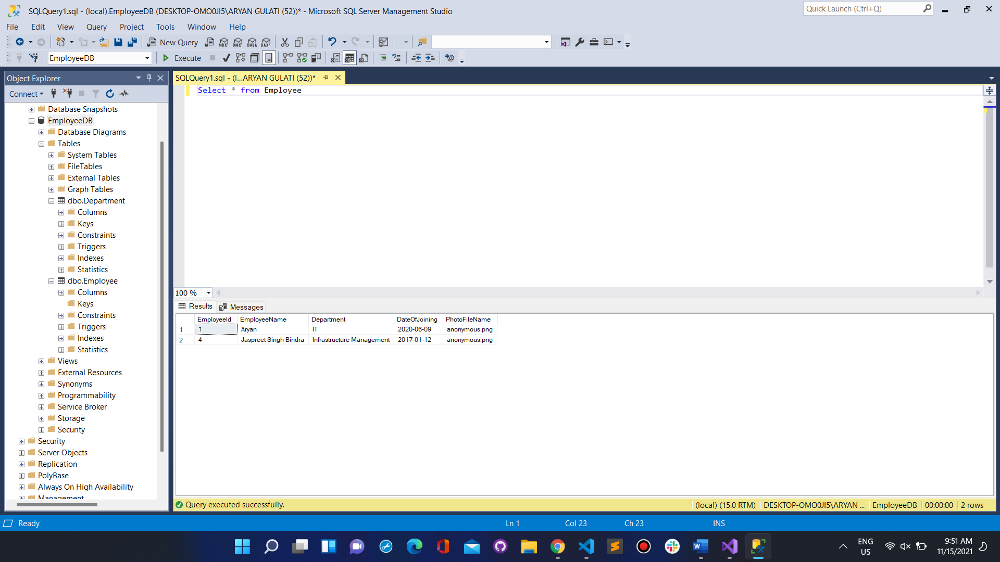 SQLQuery1.sql - (local).EmployeeDB (DESKTOP-OMO0JI5\ARYAN GULATI (52))* - Microsoft SQL Server Management Studio
Quick Launch (Ctrl+Q)
File Edit View Query Project Tools Window Help
New Query MDX DMX XMLA DAX
EmployeeDB Execute
Object Explorer
SQLQuery1.sql - (l...ARYAN GULATI (52))*
Connect
Select * from Employee
Database Snapshots
EmployeeDB
Database Diagrams
Tables
System Tables
FileTables
External Tables
Graph Tables
dbo.Department
Columns
Keys
Constraints
Triggers
Indexes
Statistics
dbo.Employee
Columns
Keys
Constraints
Triggers
Indexes
Statistics
Views
External Resources
Synonyms
Programmability
Service Broker
Storage
Security
Security
Server Objects
Replication
PolyBase
Always On High Availability
Management
100 %
Results Messages
EmployeeId EmployeeName Department DateOfJoining PhotoFileName
1 1 Aryan IT 2020-06-09 anonymous.png
2 4 Jaspreet Singh Bindra Infrastructure Management 2017-01-12 anonymous.png
Query executed successfully. (local) (15.0 RTM) DESKTOP-OMO0JI5\ARYAN ... EmployeeDB 00:00:00 2 rows
Ready Ln 1 Col 23 Ch 23 INS
ENG
US
9:51 AM
11/15/2021